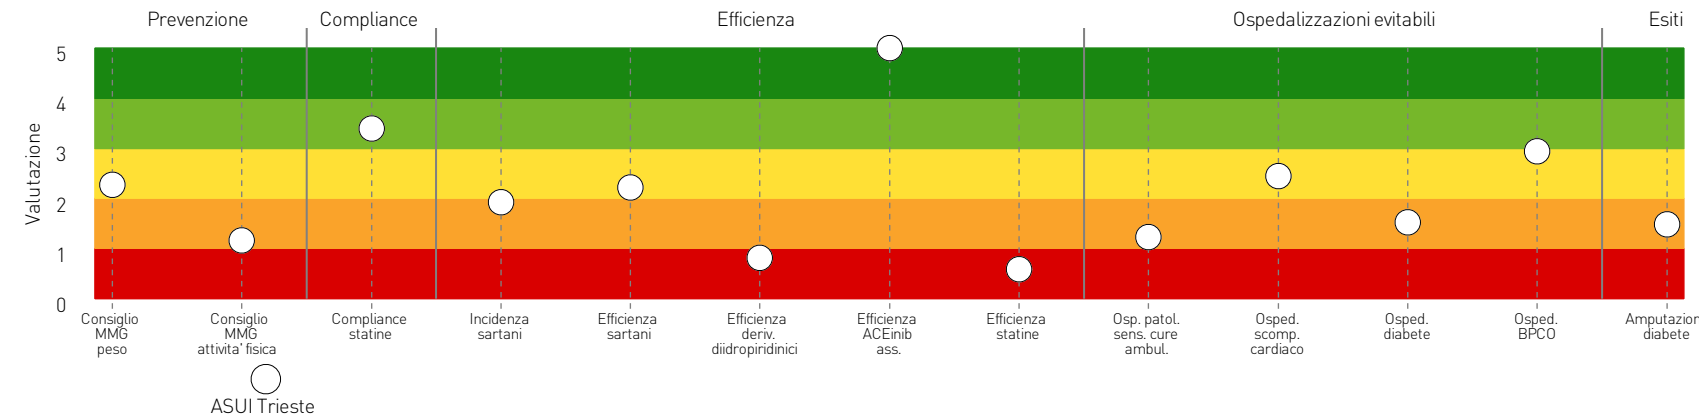 Prevenzione
Compliance
Efficienza
Ospedalizzazioni evitabili
Esiti
Valutazione
5
4
3
2
1
0
Consiglio
MMG
peso
Consiglio
MMG
attivita' fisica
Compliance
statine
Incidenza
sartani
Efficienza
sartani
Efficienza
deriv.
diidropiridinici
Efficienza
ACEinib
ass.
Efficienza
statine
Osp. patol.
sens. cure
ambul.
Osped.
scomp.
cardiaco
Osped.
diabete
Osped.
BPCO
Amputazior
diabete
ASUI Trieste